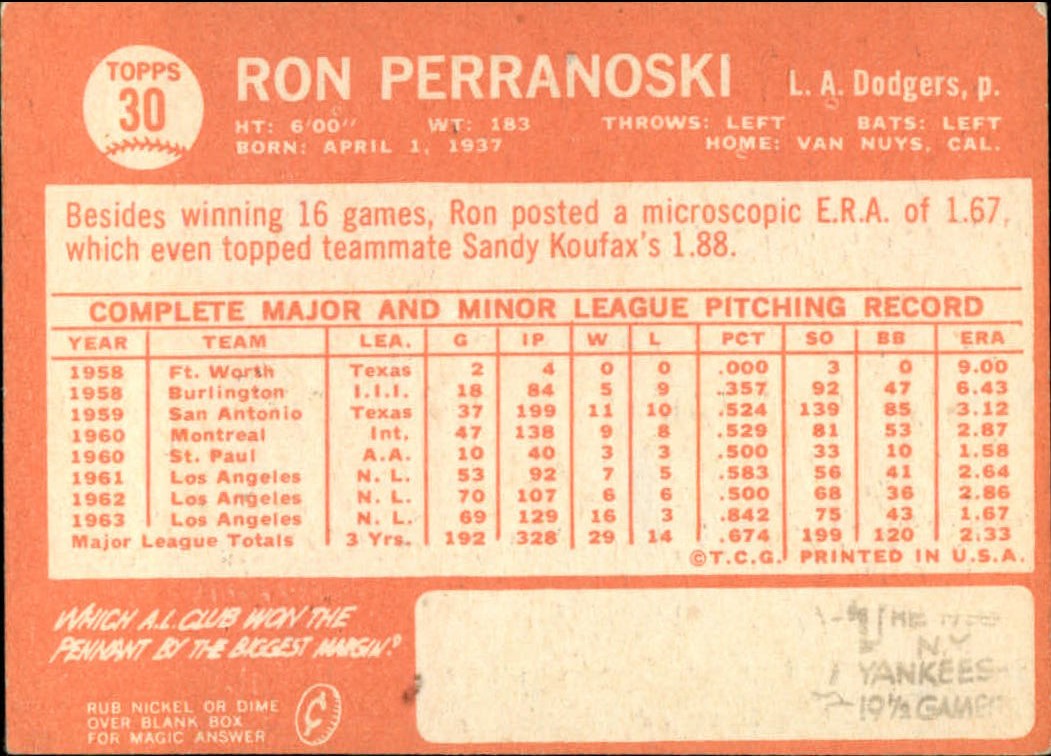 TOPPS
30
RON PERRANOSKI L. A. Dodgers, p.
HT: 6'00" WT: 183 THROWS: LEFT BATS: LEFT
BORN: APRIL 1, 1937 HOME: VAN NUYS, CAL.
Besides winning 16 games, Ron posted a microscopic E.R.A. of 1.67,
which even topped teammate Sandy Koufax's 1.88.
COMPLETE MAJOR AND MINOR LEAGUE PITCHING RECORD
YEAR TEAM LEA. G IP W L PCT SO BB ERA
1958 Ft. Worth Texas 2 4 0 0 .000 3 0 9.00
1958 Burlington I.I.I. 18 84 5 9 .357 92 47 6.43
1959 San Antonio Texas 37 199 11 10 .524 139 85 3.12
1960 Montreal Int. 47 138 9 8 .529 81 53 2.87
1960 St. Paul A.A. 10 40 3 3 .500 33 10 1.58
1961 Los Angeles N. L. 53 92 7 5 .583 56 41 2.64
1962 Los Angeles N. L. 70 107 6 6 .500 68 36 2.86
1963 Los Angeles N. L. 69 129 16 3 .842 75 43 1.67
Major League Totals 3 Yrs. 192 328 29 14 .674 199 120 2.33
©T.C.G. PRINTED IN U.S.A.
WHICH A.L. CLUB WON THE
PENNANT BY THE BIGGEST MARGIN?
RUB NICKEL OR DIME
OVER BLANK BOX
FOR MAGIC ANSWER
THE
N.Y.
YANKEES
19½ GAMES